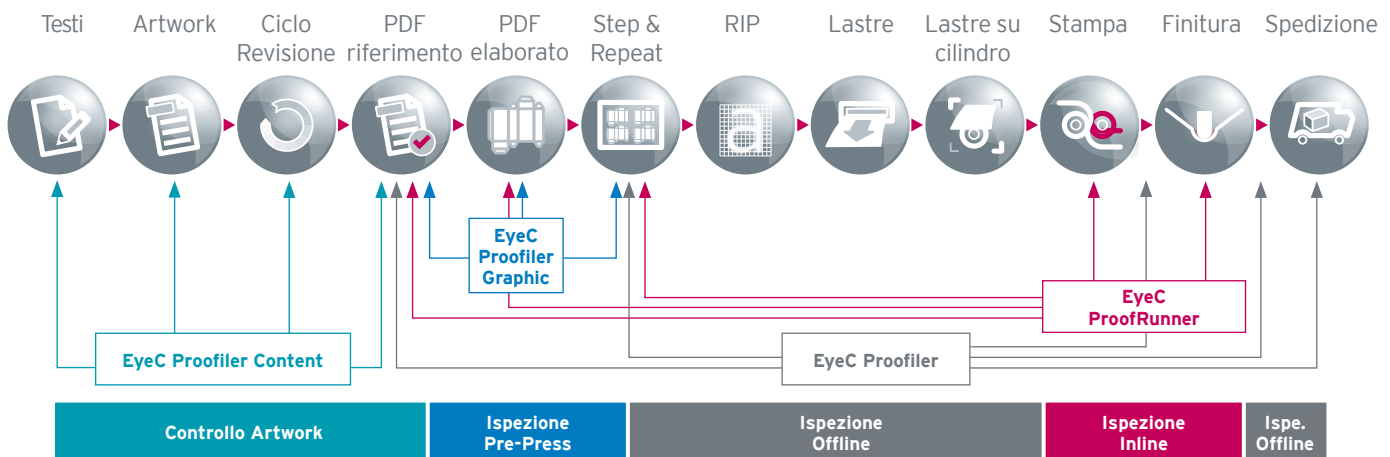 Testi
Artwork
Ciclo
Revisione
PDF
riferimento
PDF
elaborato
Step &
Repeat
RIP
Lastre
Lastre su
cilindro
Stampa
Finitura
Spedizione
a
EyeC
Proofiler
Graphic
EyeC
ProofRunner
EyeC Proofiler Content
EyeC Proofiler
Controllo Artwork
Ispezione
Pre-Press
Ispezione
Offline
Ispezione
Inline
Ispe.
Offline